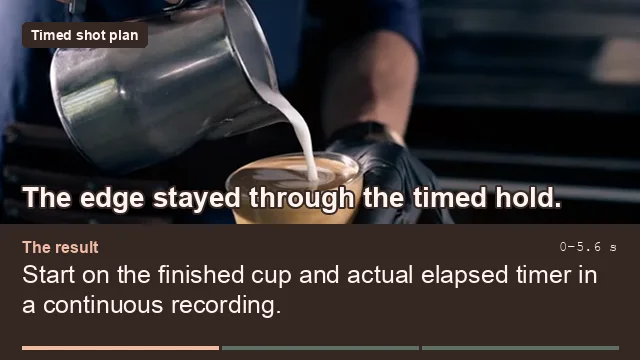 Timed shot plan
The edge stayed through the timed hold.
The result
0–5.6 s
Start on the finished cup and actual elapsed timer in
a continuous recording.